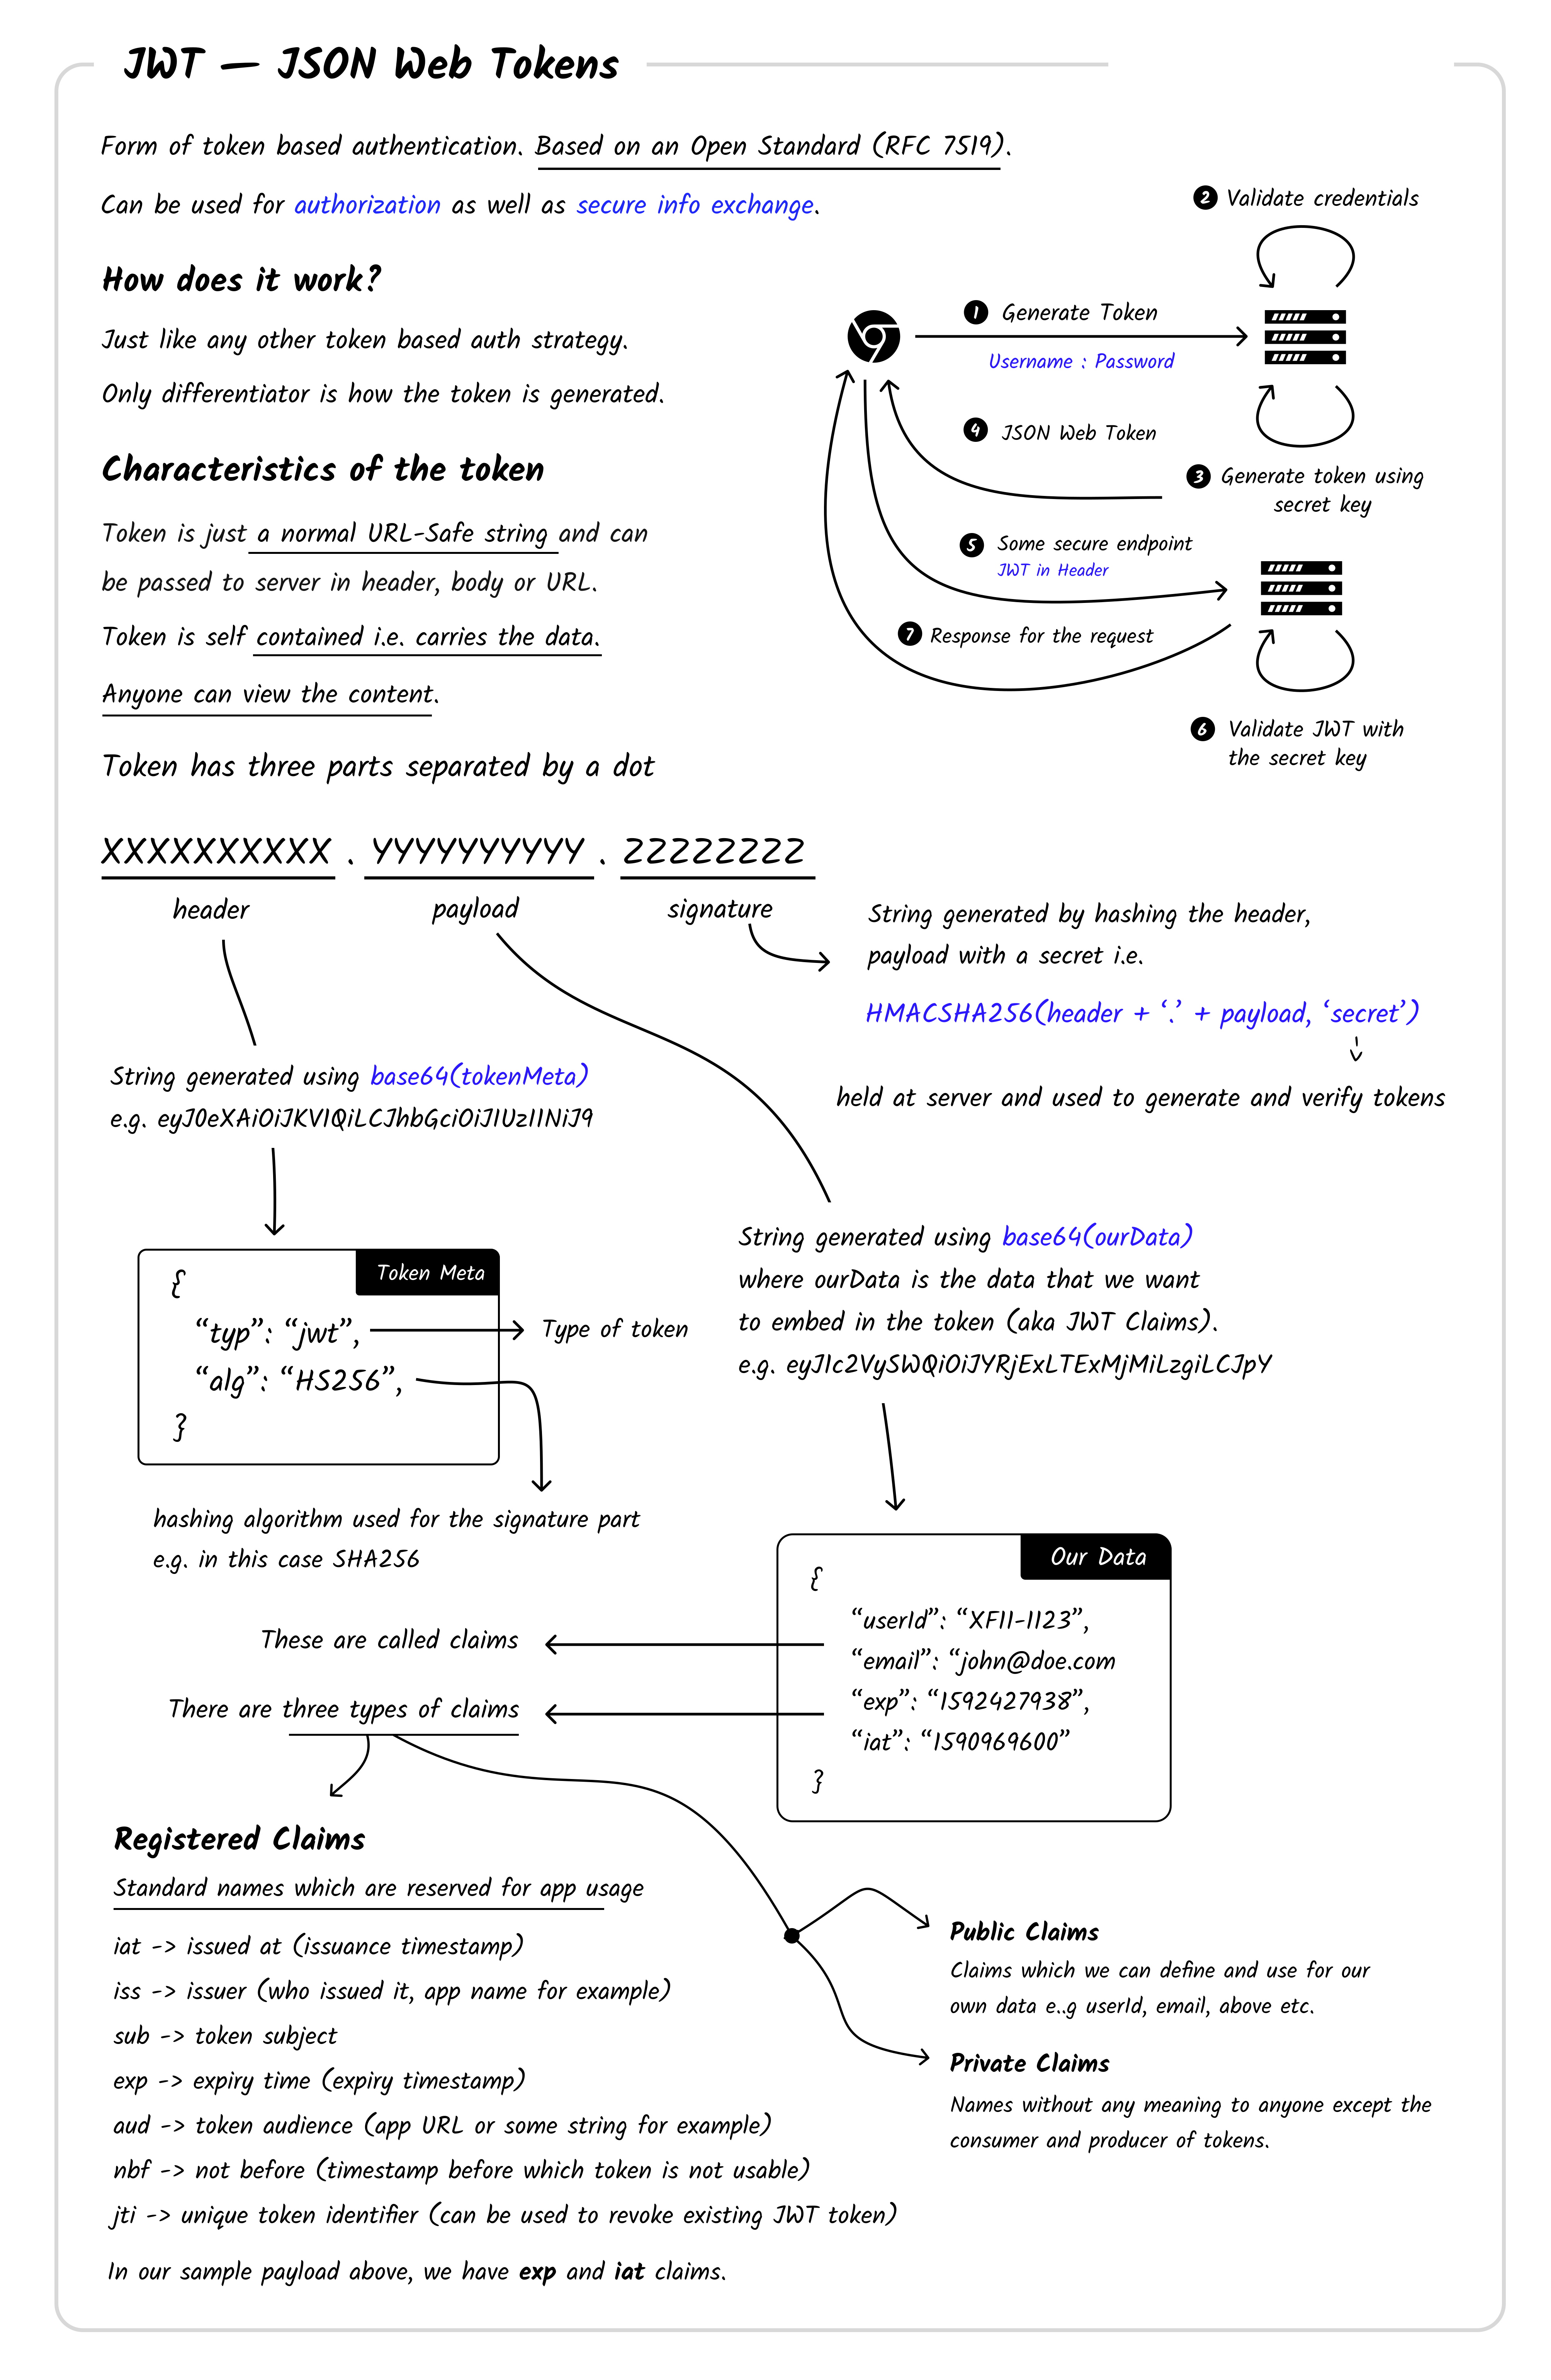 JWT — JSON Web Tokens
Form of token based authentication. Based on an Open Standard (RFC 7519).
Can be used for authorization as well as secure info exchange.
How does it work?
Just like any other token based auth strategy.
Only differentiator is how the token is generated.
Characteristics of the token
Token is just a normal URL-Safe string and can
be passed to server in header, body or URL.
Token is self contained i.e. carries the data.
Anyone can view the content.
2 Validate credentials
1 Generate Token
Username : Password
4 JSON Web Token
3 Generate token using
secret key
5 Some secure endpoint
JWT in Header
7 Response for the request
6 Validate JWT with
the secret key
Token has three parts separated by a dot
XXXXXXXXXX . YYYYYYYYYY . ZZZZZZZZ
header
payload
signature
String generated by hashing the header,
payload with a secret i.e.
HMACSHA256(header + ‘.’ + payload, ‘secret’)
held at server and used to generate and verify tokens
String generated using base64(tokenMeta)
e.g. eyJ0eXAiOiJKV1QiLCJhbGciOiJIUzI1NiJ9
Token Meta
{
“typ”: “jwt”,
“alg”: “HS256”,
}
Type of token
hashing algorithm used for the signature part
e.g. in this case SHA256
String generated using base64(ourData)
where ourData is the data that we want
to embed in the token (aka JWT Claims).
e.g. eyJ1c2VySWQiOiJYRjExLTExMjMiLzgiLCJpY
Our Data
{
“userId”: “XF11-1123”,
“email”: “john@doe.com
“exp”: “1592427938”,
“iat”: “1590969600”
}
These are called claims
There are three types of claims
Registered Claims
Standard names which are reserved for app usage
iat -> issued at (issuance timestamp)
iss -> issuer (who issued it, app name for example)
sub -> token subject
exp -> expiry time (expiry timestamp)
aud -> token audience (app URL or some string for example)
nbf -> not before (timestamp before which token is not usable)
jti -> unique token identifier (can be used to revoke existing JWT token)
In our sample payload above, we have exp and iat claims.
Public Claims
Claims which we can define and use for our
own data e..g userId, email, above etc.
Private Claims
Names without any meaning to anyone except the
consumer and producer of tokens.